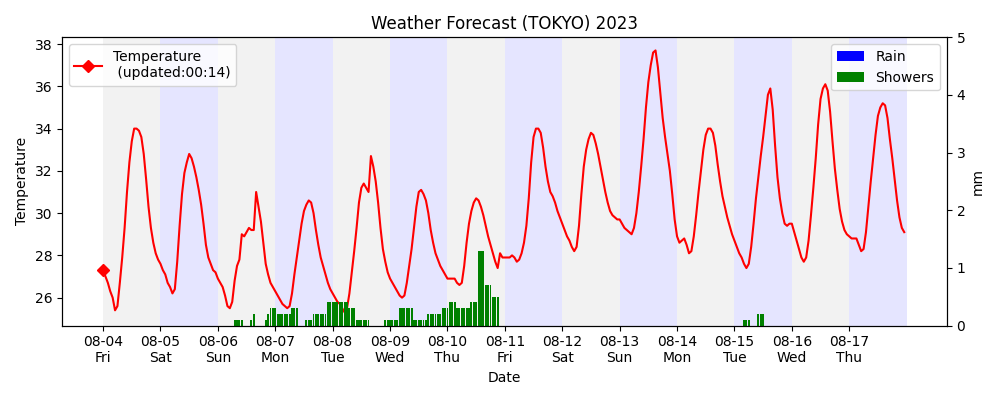 Weather Forecast (TOKYO) 2023
Temperature
(updated:00:14)
Rain
Showers
Temperature
38
36
34
32
30
28
26
5
4
3
2
1
0
mm
08-04 08-05 08-06 08-07 08-08 08-09 08-10 08-11 08-12 08-13 08-14 08-15 08-16 08-17
Fri Sat Sun Mon Tue Wed Thu Fri Sat Sun Mon Tue Wed Thu
Date